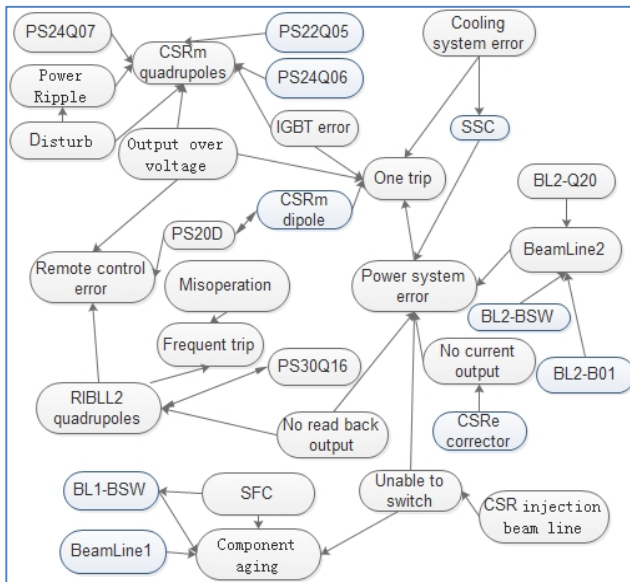 PS24Q07
CSRm
quadrupoles
PS22Q05
Cooling
system error
Power
Ripple
PS24Q06
Disturb
Output over
voltage
IGBT error
SSC
One trip
BL2-Q20
CSRm
dipole
PS20D
BeamLine2
Remote control
error
Misoperation
Power system
error
BL2-BSW
Frequent trip
PS30Q16
No current
output
BL2-B01
RIBLL2
quadrupoles
No read back
output
CSRe
corrector
BL1-BSW
SFC
Unable to
switch
CSR injection
beam line
BeamLine1
Component
aging